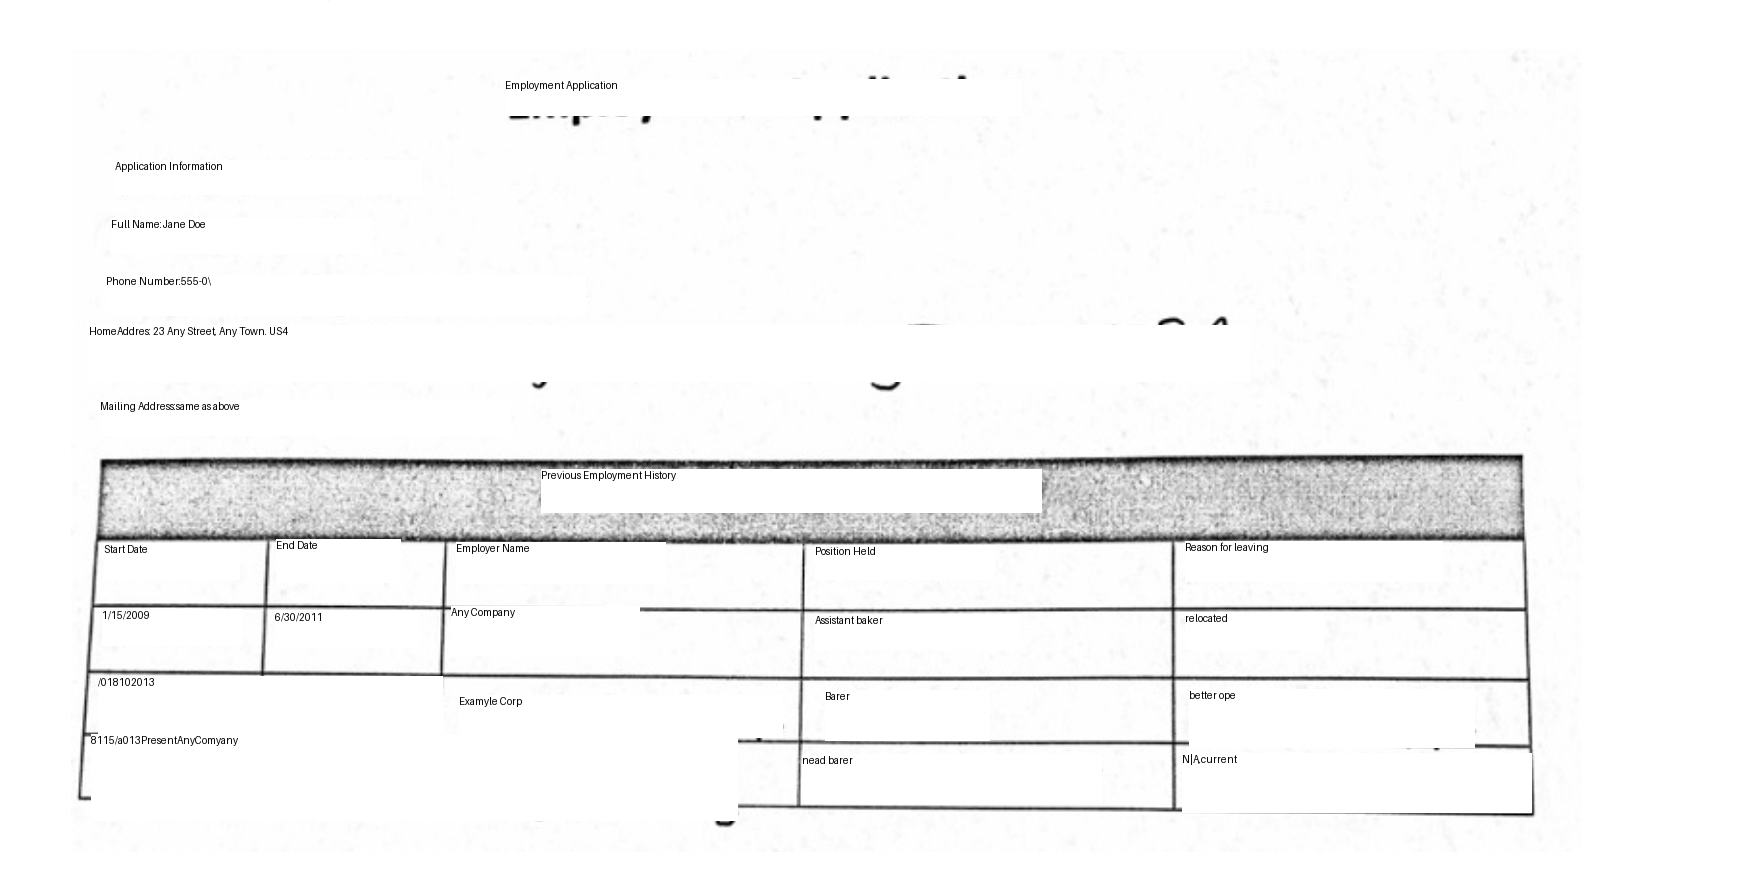 Employment Application
Application Information
Full Name:Jane Doe
Phone Number:555-0\
HomeAddres: 23 Any Street, Any Town. US4
Mailing Address:same as above
Previous Employment History
Start Date End Date Employer Name Position Held Reason for leaving
1/15/2009 6/30/2011 Any Company Assistant baker relocated
/018102013 Examyle Corp Barer better ope
8115/a013PresentAnyComyany nead barer N|A,current